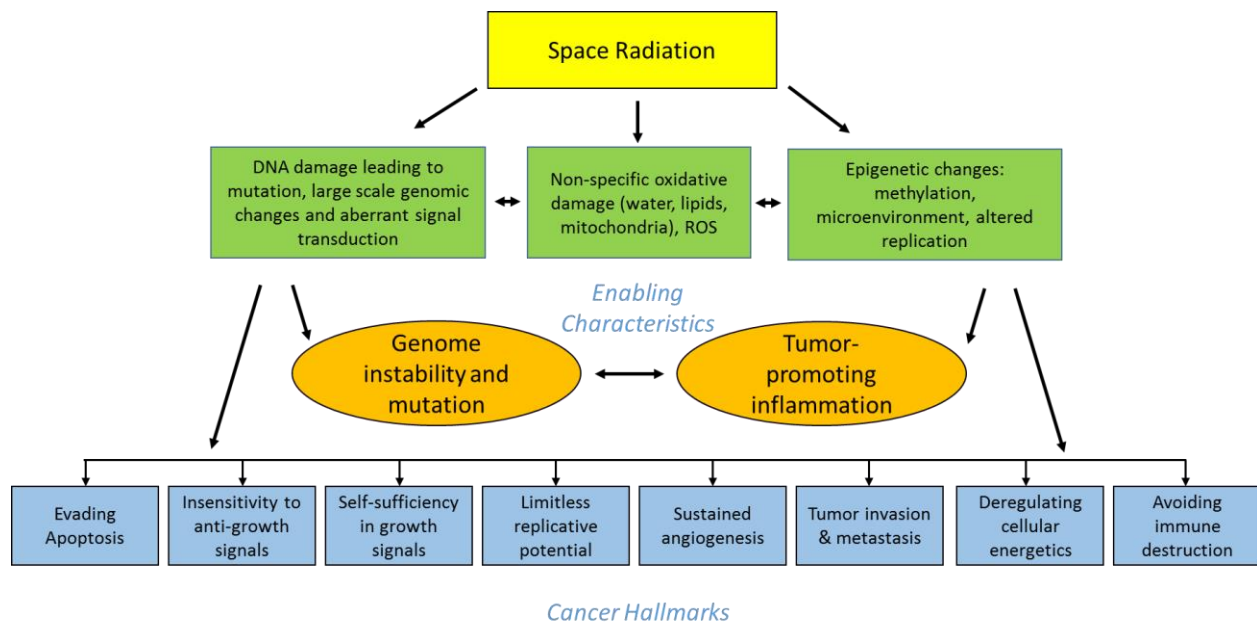 Space Radiation
DNA damage leading to
mutation, large scale genomic
changes and aberrant signal
transduction
Non-specific oxidative
damage (water, lipids,
mitochondria), ROS
Epigenetic changes:
methylation,
microenvironment, altered
replication
Enabling
Characteristics
Genome
instability and
mutation
Tumor-
promoting
inflammation
Evading
Apoptosis
Insensitivity to
anti-growth
signals
Self-sufficiency
in growth
signals
Limitless
replicative
potential
Sustained
angiogenesis
Tumor invasion
& metastasis
Deregulating
cellular
energetics
Avoiding
immune
destruction
Cancer Hallmarks